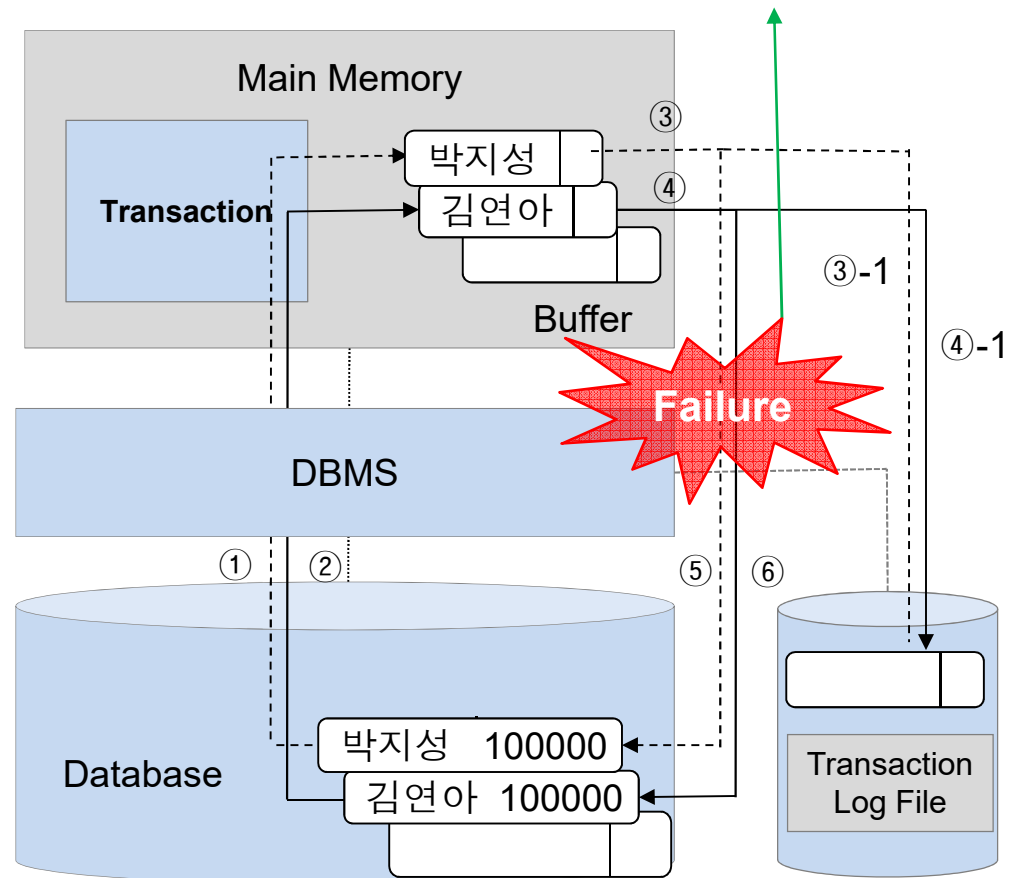 Main Memory
③
박지성
Transaction
④
김연아
③-1
Buffer
④-1
Failure
DBMS
①
②
⑤
⑥
박지성 100000
Database
김연아 100000
Transaction
Log File